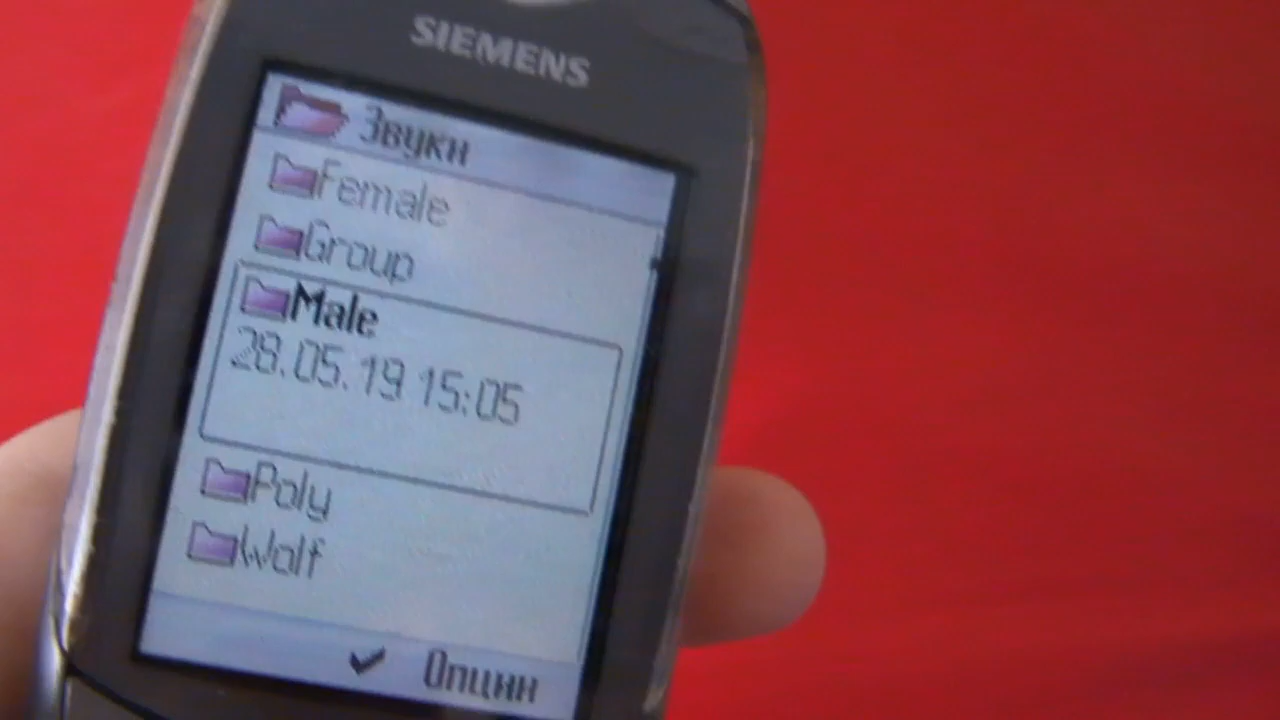 SIEMENS
Звуки
Female
Group
Male
28.05.19 15:05
Poly
Wolf
Опции